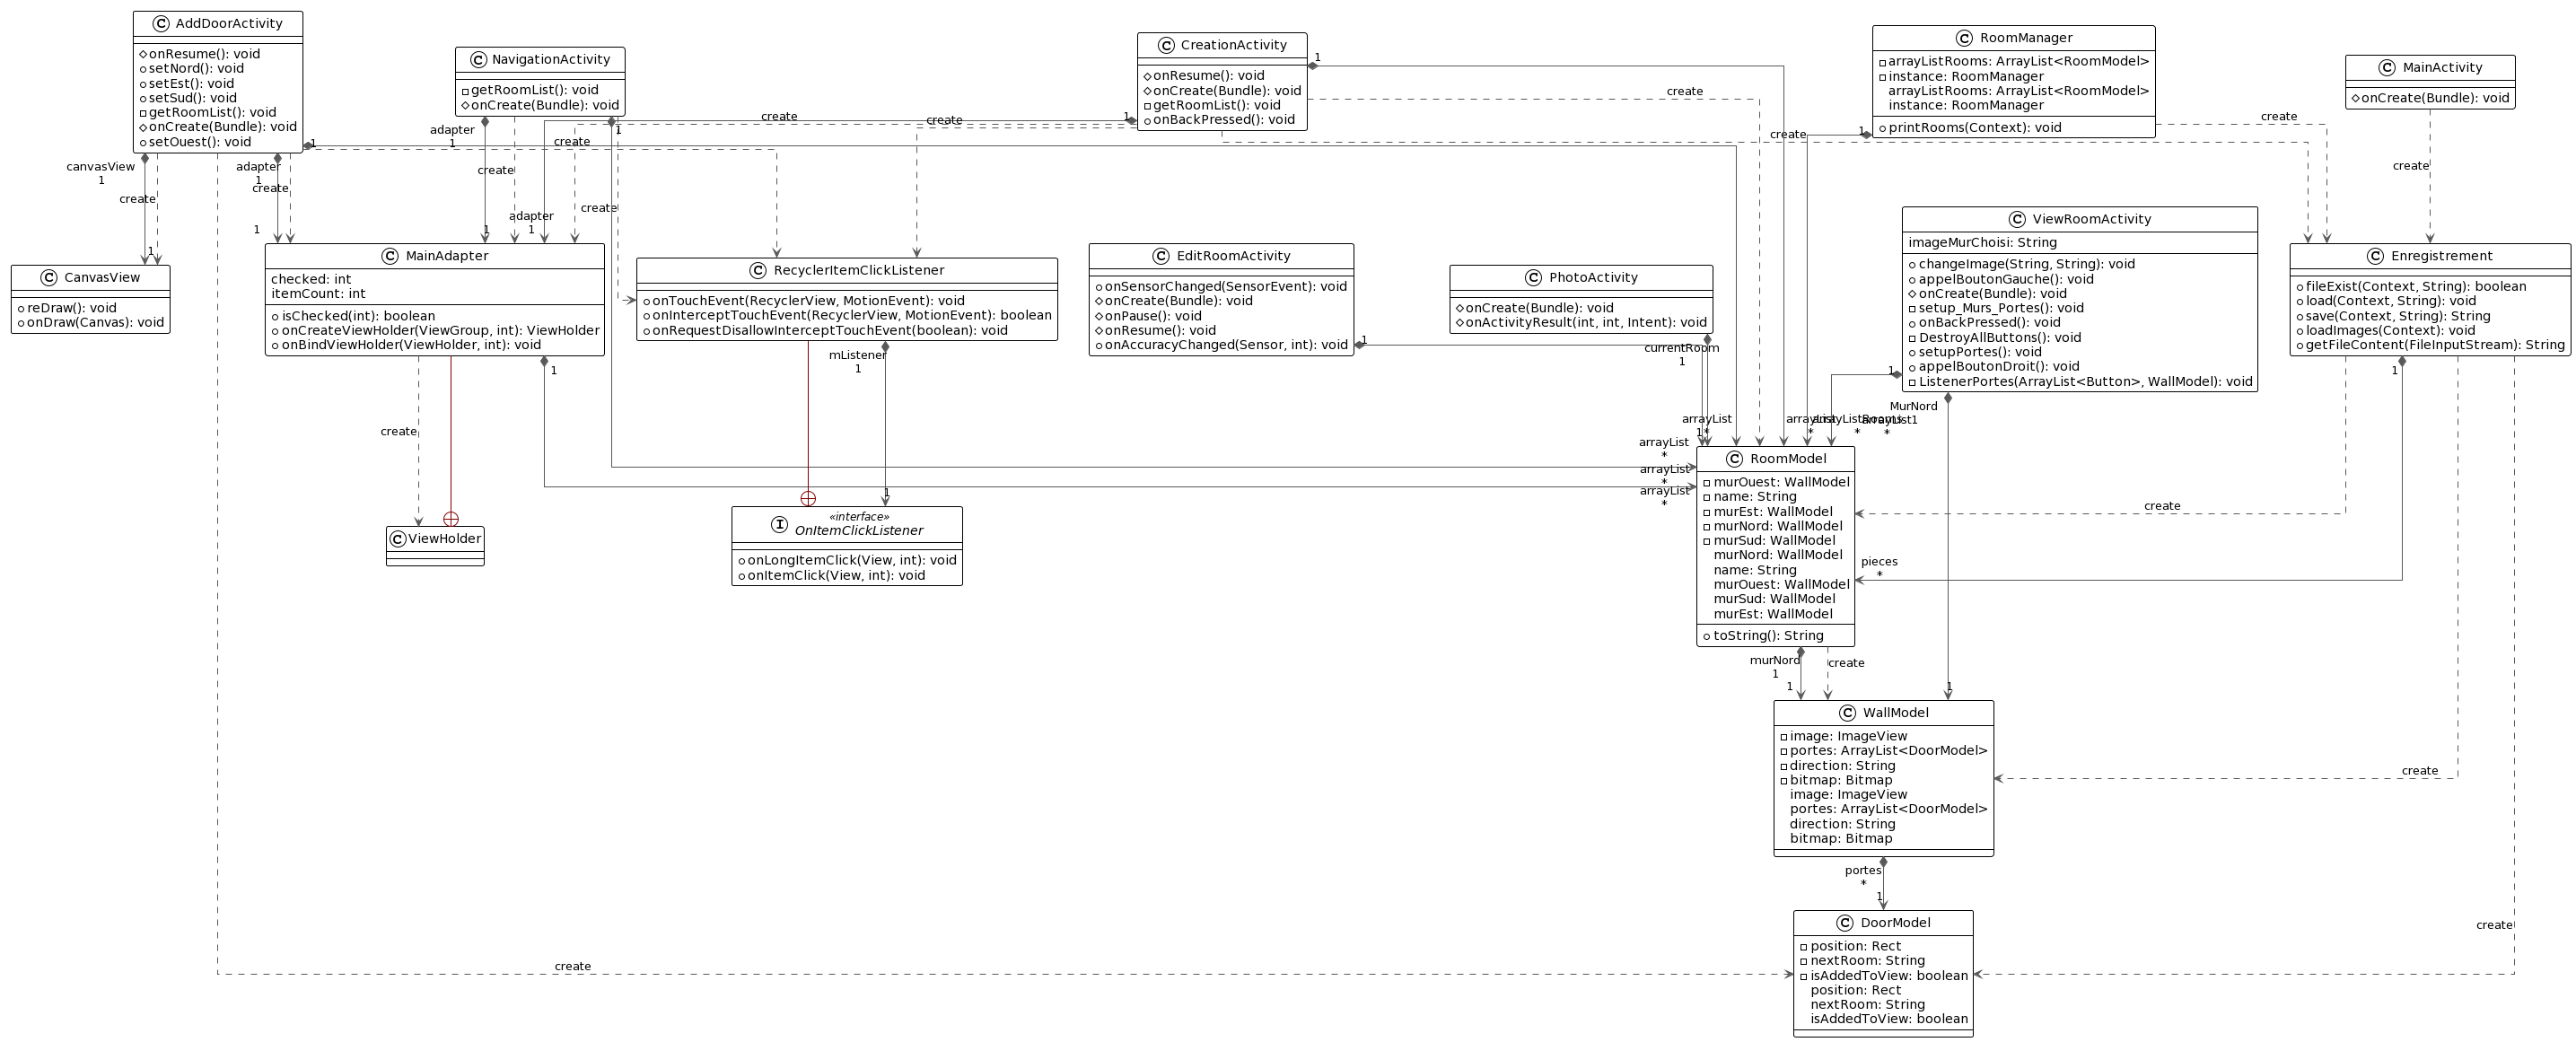 AddDoorActivity
onResume(): void
setNord(): void
setEst(): void
setSud(): void
getRoomList(): void
onCreate(Bundle): void
setOuest(): void
NavigationActivity
getRoomList(): void
onCreate(Bundle): void
CreationActivity
onResume(): void
onCreate(Bundle): void
getRoomList(): void
onBackPressed(): void
RoomManager
arrayListRooms: ArrayList<RoomModel>
instance: RoomManager
arrayListRooms: ArrayList<RoomModel>
instance: RoomManager
printRooms(Context): void
MainActivity
onCreate(Bundle): void
1
create
adapter
1
1
create
1
create
create
1
create
create
1
canvasView
1
create
adapter
1
create
create
create
create
adapter
1
1
1
1
CanvasView
reDraw(): void
onDraw(Canvas): void
MainAdapter
checked: int
itemCount: int
isChecked(int): boolean
onCreateViewHolder(ViewGroup, int): ViewHolder
onBindViewHolder(ViewHolder, int): void
RecyclerItemClickListener
onTouchEvent(RecyclerView, MotionEvent): void
onInterceptTouchEvent(RecyclerView, MotionEvent): boolean
onRequestDisallowInterceptTouchEvent(boolean): void
EditRoomActivity
onSensorChanged(SensorEvent): void
onCreate(Bundle): void
onPause(): void
onResume(): void
onAccuracyChanged(Sensor, int): void
PhotoActivity
onCreate(Bundle): void
onActivityResult(int, int, Intent): void
ViewRoomActivity
imageMurChoisi: String
changeImage(String, String): void
appelBoutonGauche(): void
onCreate(Bundle): void
setup_Murs_Portes(): void
onBackPressed(): void
DestroyAllButtons(): void
setupPortes(): void
appelBoutonDroit(): void
ListenerPortes(ArrayList<Button>, WallModel): void
Enregistrement
fileExist(Context, String): boolean
load(Context, String): void
save(Context, String): String
loadImages(Context): void
getFileContent(FileInputStream): String
1
mListener
1
1
currentRoom
1
1
1
create
MurNord
1
arrayList
*
1
arrayList
*
arrayListRooms
*
arrayList
*
arrayList
*
arrayList
*
arrayList
*
1
ViewHolder
«interface»
OnItemClickListener
onLongItemClick(View, int): void
onItemClick(View, int): void
RoomModel
murOuest: WallModel
name: String
murEst: WallModel
murNord: WallModel
murSud: WallModel
murNord: WallModel
name: String
murOuest: WallModel
murSud: WallModel
murEst: WallModel
toString(): String
create
pieces
*
murNord
1
create
1
1
WallModel
image: ImageView
portes: ArrayList<DoorModel>
direction: String
bitmap: Bitmap
image: ImageView
portes: ArrayList<DoorModel>
direction: String
bitmap: Bitmap
create
portes
*
1
create
create
DoorModel
position: Rect
nextRoom: String
isAddedToView: boolean
position: Rect
nextRoom: String
isAddedToView: boolean